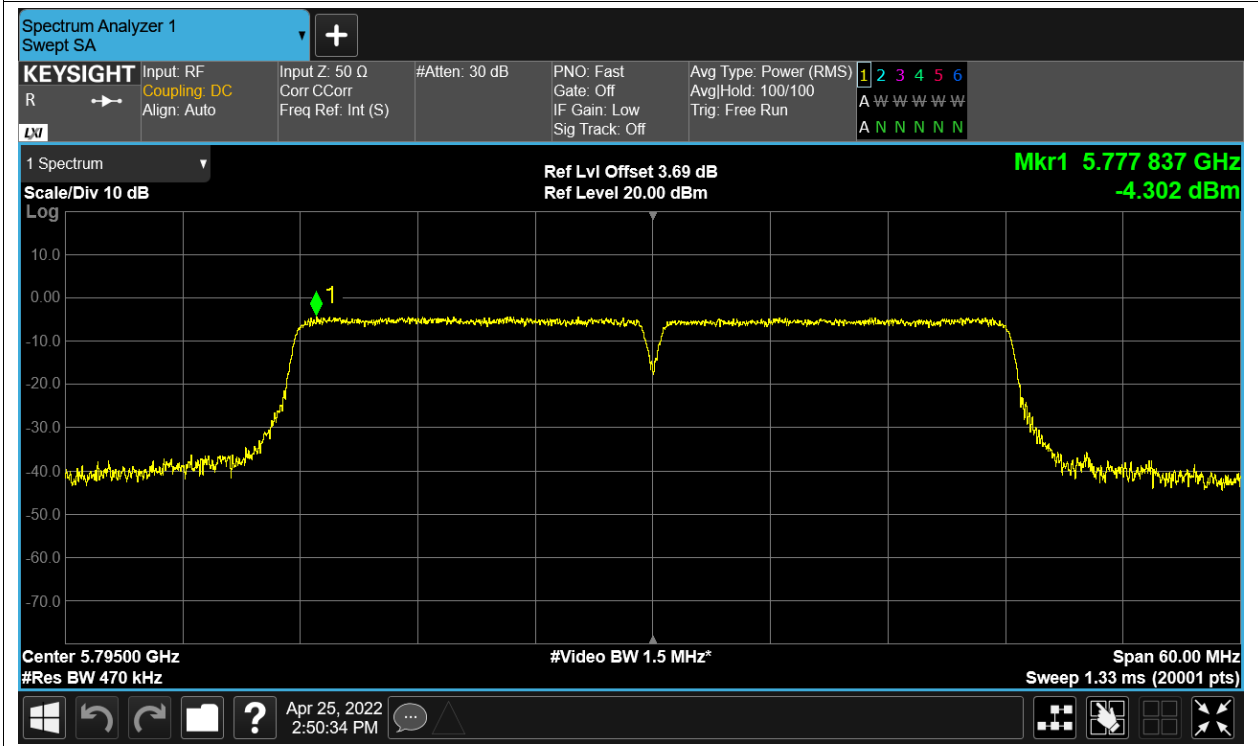 Spectrum Analyzer 1
Swept SA
▼
+
KEYSIGHT
R
LXI
Input: RF
Coupling: DC
Align: Auto
Input Z: 50 Ω
Corr CCorr
Freq Ref: Int (S)
#Atten: 30 dB
PNO: Fast
Gate: Off
IF Gain: Low
Sig Track: Off
Avg Type: Power (RMS)
Avg|Hold: 100/100
Trig: Free Run
1 2 3 4 5 6
A W W W W W
A N N N N N
1 Spectrum ▼
Scale/Div 10 dB
Log
Ref Lvl Offset 3.69 dB
Ref Level 20.00 dBm
Mkr1 5.777 837 GHz
-4.302 dBm
10.0
0.00
-10.0
-20.0
-30.0
-40.0
-50.0
-60.0
-70.0
1
Center 5.79500 GHz
#Res BW 470 kHz
#Video BW 1.5 MHz*
Span 60.00 MHz
Sweep 1.33 ms (20001 pts)
?
Apr 25, 2022
2:50:34 PM